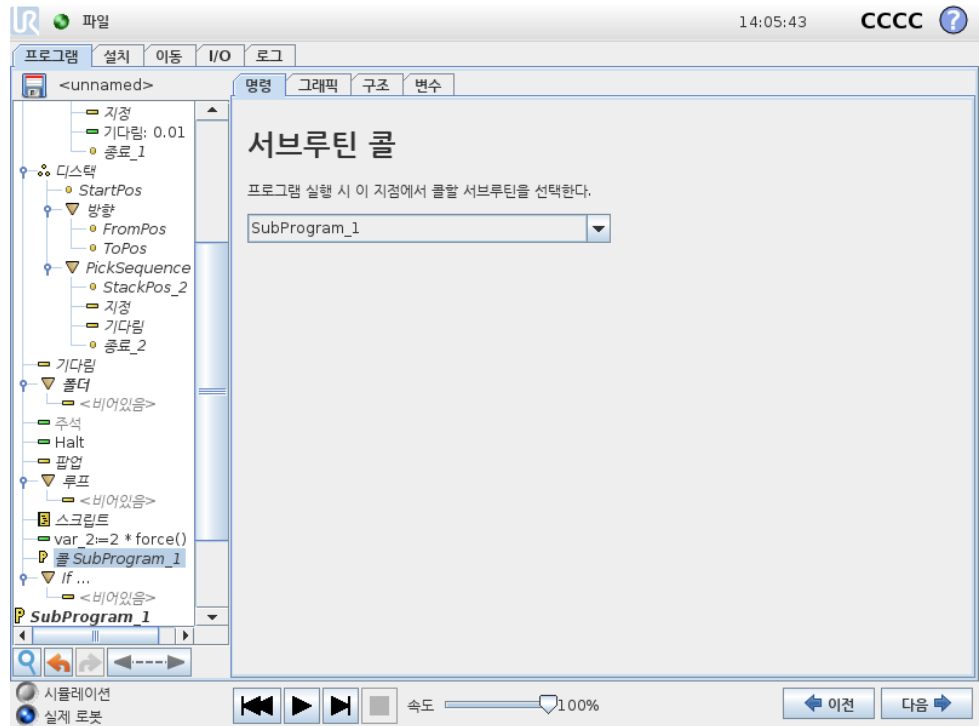 UR 파일 14:05:43 CCCC ?
프로그램 설치 이동 I/O 로그
<unnamed> 명령 그래픽 구조 변수
지정
기다림: 0.01
종료_1
디스택
StartPos
방향
FromPos
ToPos
PickSequence
StackPos_2
지정
기다림
종료_2
기다림
폴더
<비어있음>
주석
Halt
팝업
루프
<비어있음>
스크립트
var_2:=2 * force()
콜 SubProgram_1
If ...
<비어있음>
SubProgram_1
서브루틴 콜
프로그램 실행 시 이 지점에서 콜할 서브루틴을 선택한다.
SubProgram_1
시뮬레이션
실제 로봇
속도 100%
이전 다음